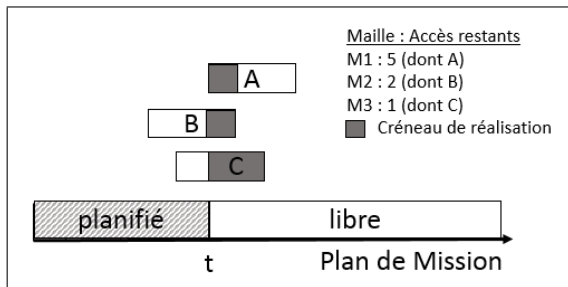 Maille : Accès restants
M1 : 5 (dont A)
M2 : 2 (dont B)
M3 : 1 (dont C)
Créneau de réalisation
A
B
C
planifié
libre
t
Plan de Mission